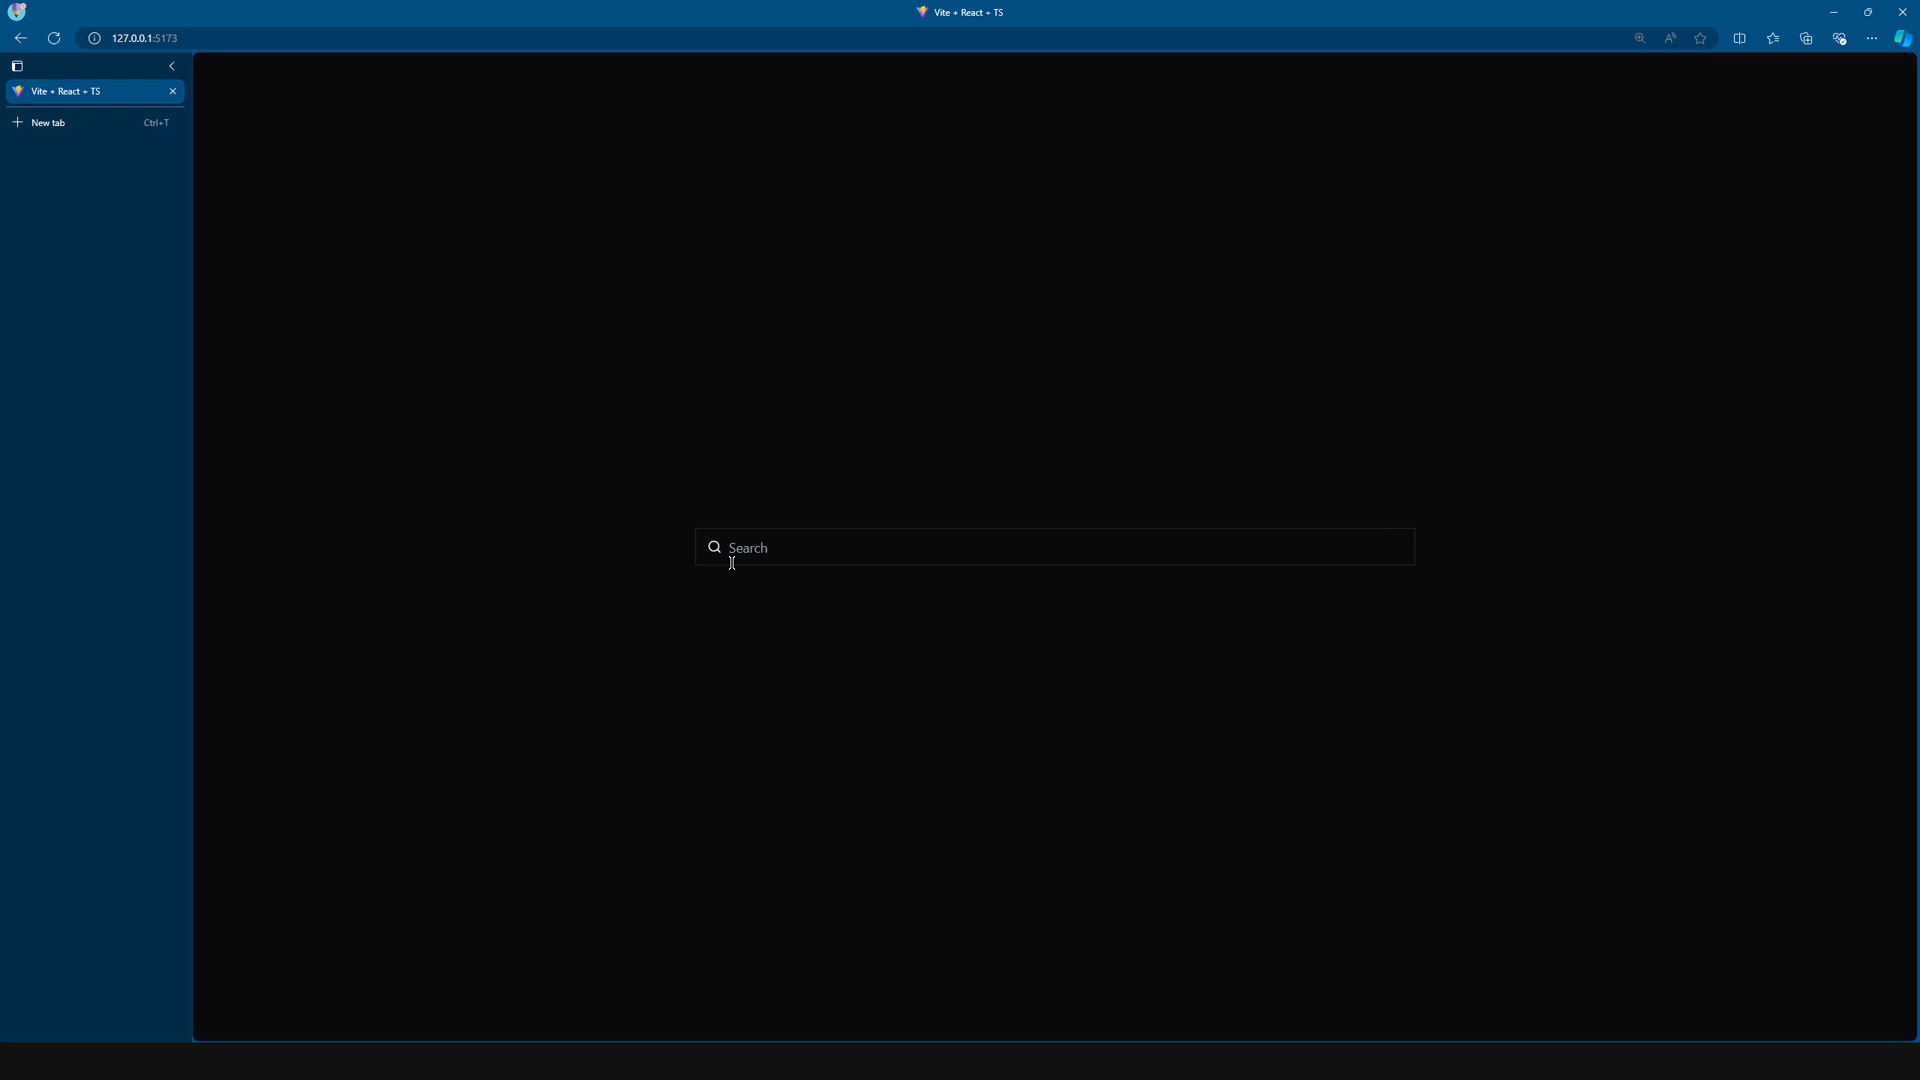 Vite + React + TS
127.0.0.1:5173
Vite + React + TS
New tab Ctrl+T
Search